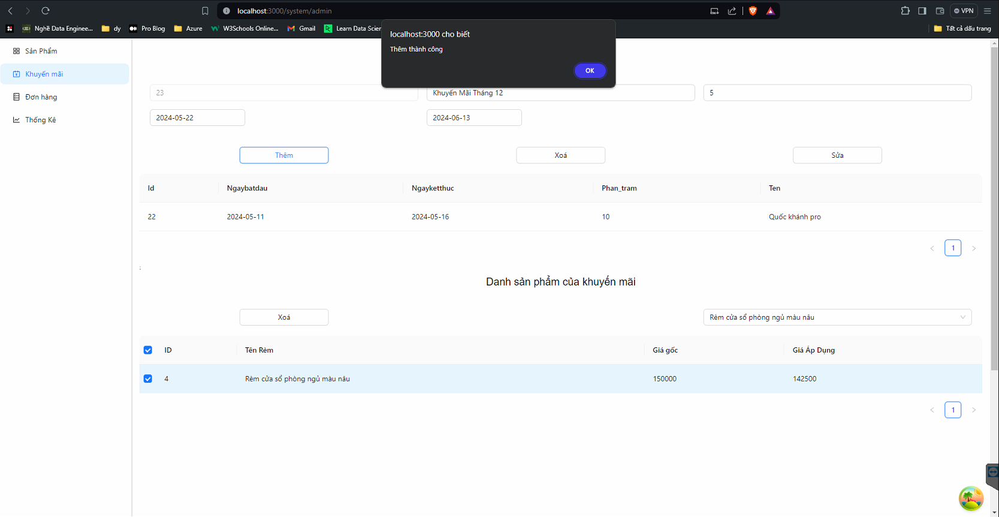 localhost:3000/system/admin
VPN
Nghề Data Enginee...
dy
Pro Blog
Azure
W3Schools Online...
Gmail
Learn Data Scien
Tất cả dấu trang
localhost:3000 cho biết
Thêm thành công
OK
Sản Phẩm
Khuyến mãi
Đơn hàng
Thống Kê
23
Khuyến Mãi Tháng 12
5
2024-05-22
2024-06-13
Thêm
Xoá
Sửa
Id Ngaybatdau Ngayketthuc Phan_tram Ten
22 2024-05-11 2024-05-16 10 Quốc khánh pro
1
;
Danh sản phẩm của khuyến mãi
Xoá
Rèm cửa sổ phòng ngủ màu nâu
ID Tên Rèm Giá gốc Giá Áp Dụng
4 Rèm cửa sổ phòng ngủ màu nâu 150000 142500
1